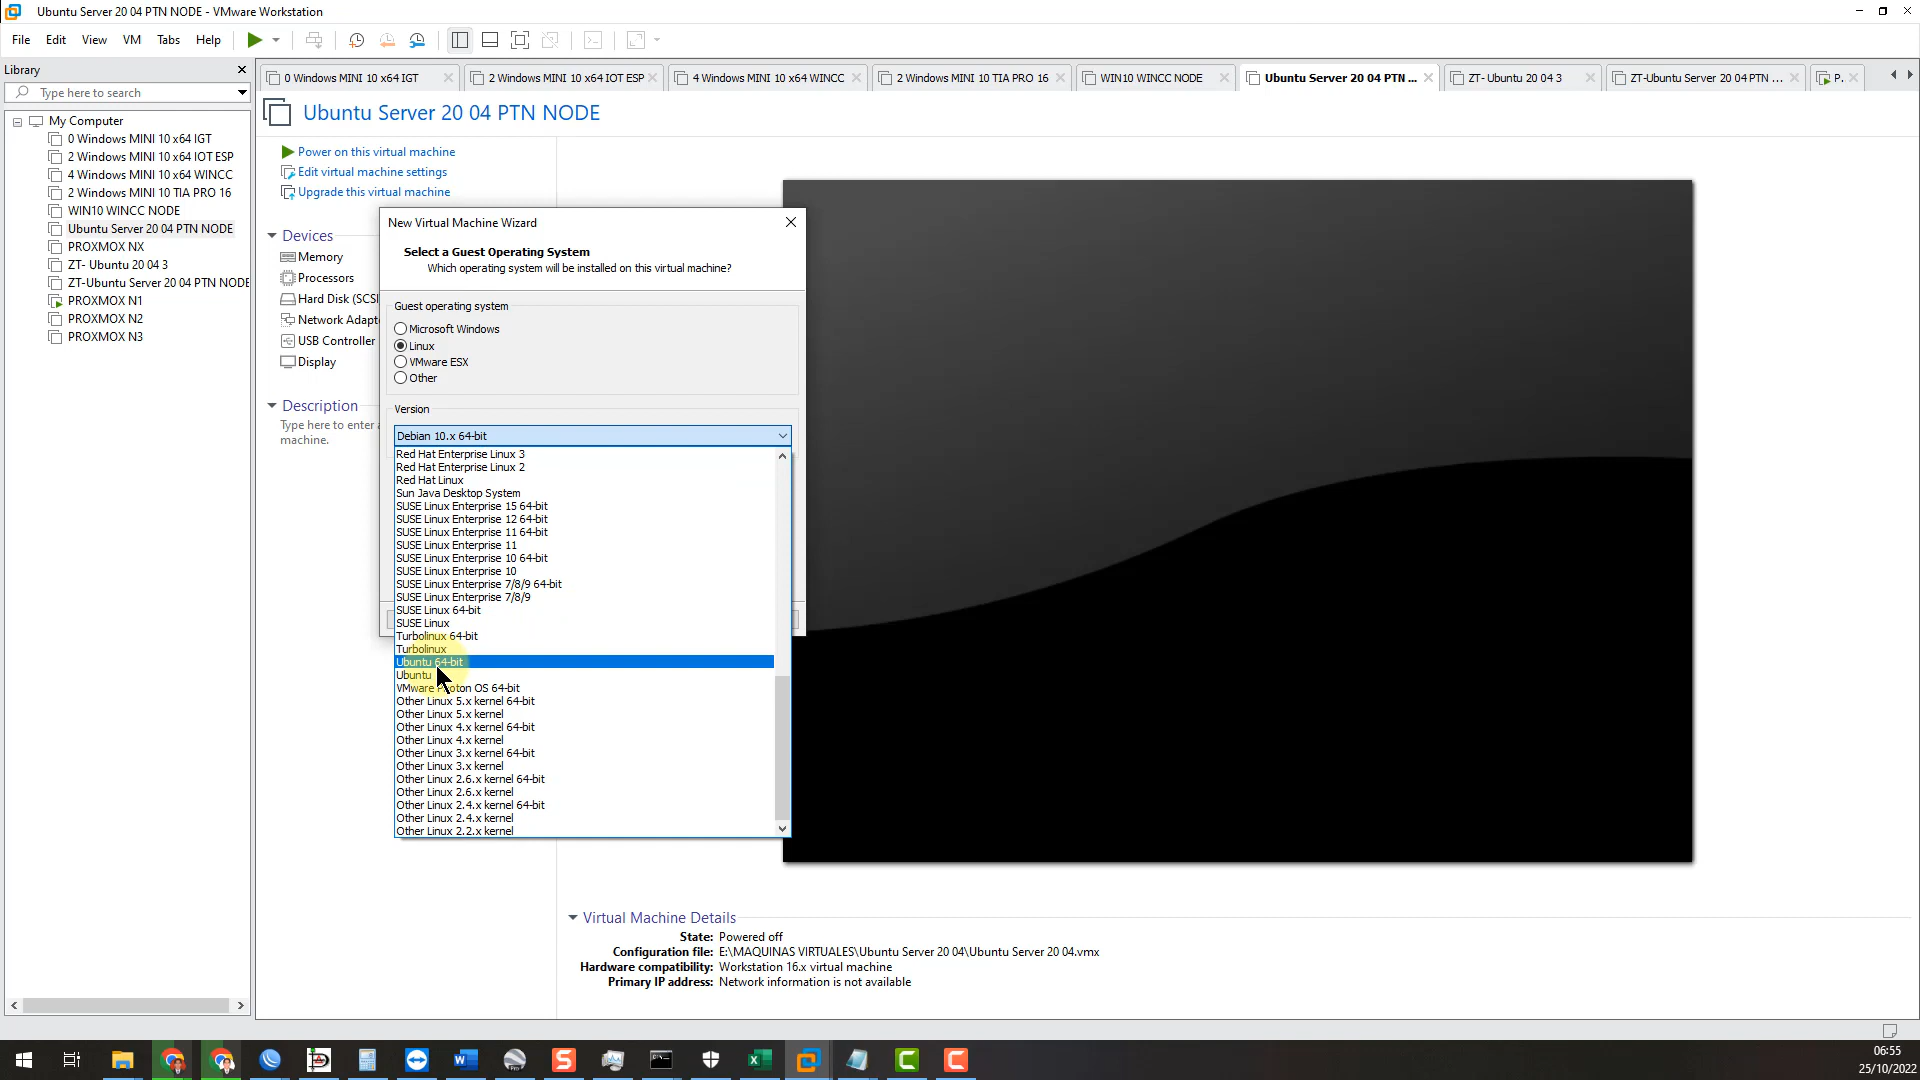 Ubuntu Server 20 04 PTN NODE - VMware Workstation
File Edit View VM Tabs Help
Library
Type here to search
0 Windows MINI 10 x64 IGT
2 Windows MINI 10 x64 IOT ESP
4 Windows MINI 10 x64 WINCC
2 Windows MINI 10 TIA PRO 16
WIN10 WINCC NODE
Ubuntu Server 20 04 PTN ...
ZT- Ubuntu 20 04 3
ZT-Ubuntu Server 20 04 PTN ...
P.
My Computer
0 Windows MINI 10 x64 IGT
2 Windows MINI 10 x64 IOT ESP
4 Windows MINI 10 x64 WINCC
2 Windows MINI 10 TIA PRO 16
WIN10 WINCC NODE
Ubuntu Server 20 04 PTN NODE
PROXMOX NX
ZT- Ubuntu 20 04 3
ZT-Ubuntu Server 20 04 PTN NODE
PROXMOX N1
PROXMOX N2
PROXMOX N3
Ubuntu Server 20 04 PTN NODE
Power on this virtual machine
Edit virtual machine settings
Upgrade this virtual machine
Devices
Memory
Processors
Hard Disk (SCSI
Network Adapt
USB Controller
Display
Description
Type here to enter a
machine.
New Virtual Machine Wizard
Select a Guest Operating System
Which operating system will be installed on this virtual machine?
Guest operating system
Microsoft Windows
Linux
VMware ESX
Other
Version
Debian 10.x 64-bit
Red Hat Enterprise Linux 3
Red Hat Enterprise Linux 2
Red Hat Linux
Sun Java Desktop System
SUSE Linux Enterprise 15 64-bit
SUSE Linux Enterprise 12 64-bit
SUSE Linux Enterprise 11 64-bit
SUSE Linux Enterprise 11
SUSE Linux Enterprise 10 64-bit
SUSE Linux Enterprise 10
SUSE Linux Enterprise 7/8/9 64-bit
SUSE Linux Enterprise 7/8/9
SUSE Linux 64-bit
SUSE Linux
Turbolinux 64-bit
Turbolinux
Ubuntu 64-bit
Ubuntu
VMware Photon OS 64-bit
Other Linux 5.x kernel 64-bit
Other Linux 5.x kernel
Other Linux 4.x kernel 64-bit
Other Linux 4.x kernel
Other Linux 3.x kernel 64-bit
Other Linux 3.x kernel
Other Linux 2.6.x kernel 64-bit
Other Linux 2.6.x kernel
Other Linux 2.4.x kernel 64-bit
Other Linux 2.4.x kernel
Other Linux 2.2.x kernel
Virtual Machine Details
State: Powered off
Configuration file: E:\MAQUINAS VIRTUALES\Ubuntu Server 20 04\Ubuntu Server 20 04.vmx
Hardware compatibility: Workstation 16.x virtual machine
Primary IP address: Network information is not available
06:55
25/10/2022